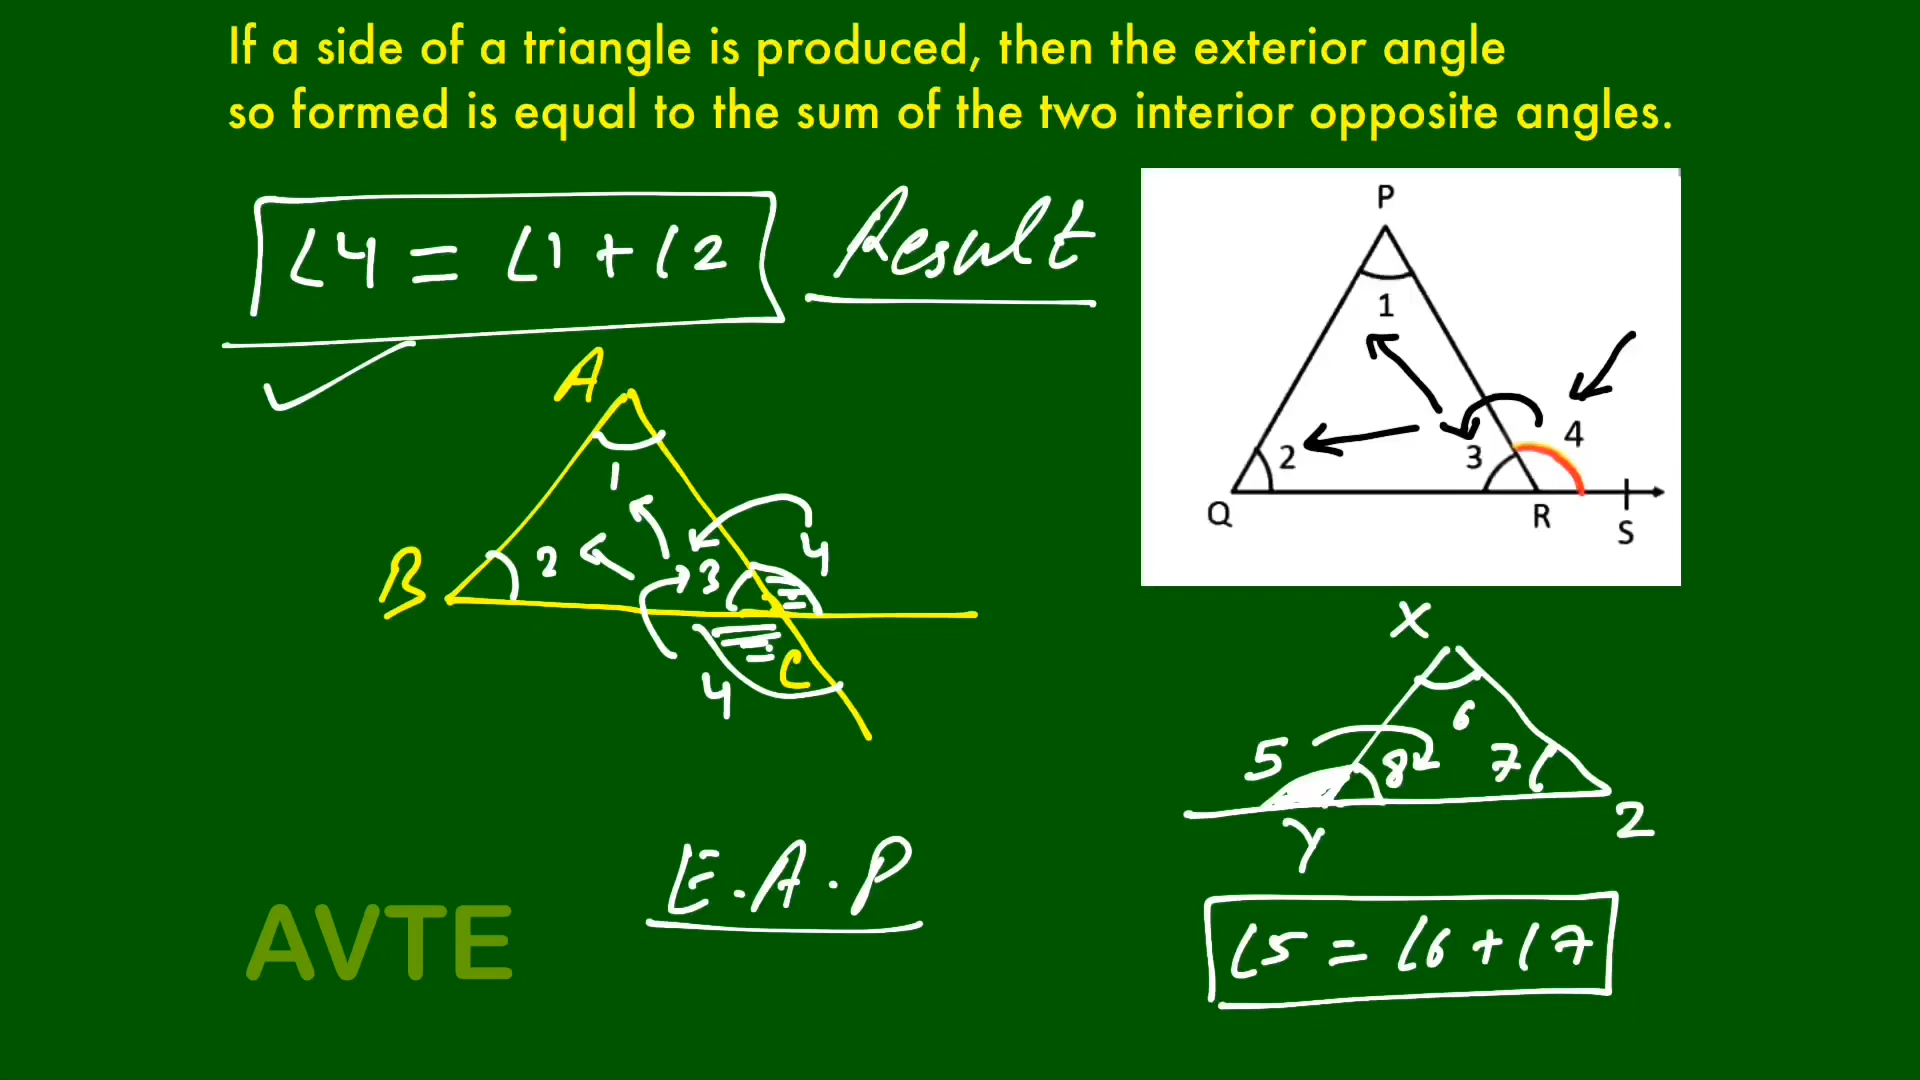 If a side of a triangle is produced, then the exterior angle
so formed is equal to the sum of the two interior opposite angles.
∠4 = ∠1 + ∠2
Result
P
1
2
3
4
Q
R
S
A
1
B
2
3
4
4
C
X
6
5
8
7
Y
Z
E.A.P
∠5 = ∠6 + ∠7
AVTE